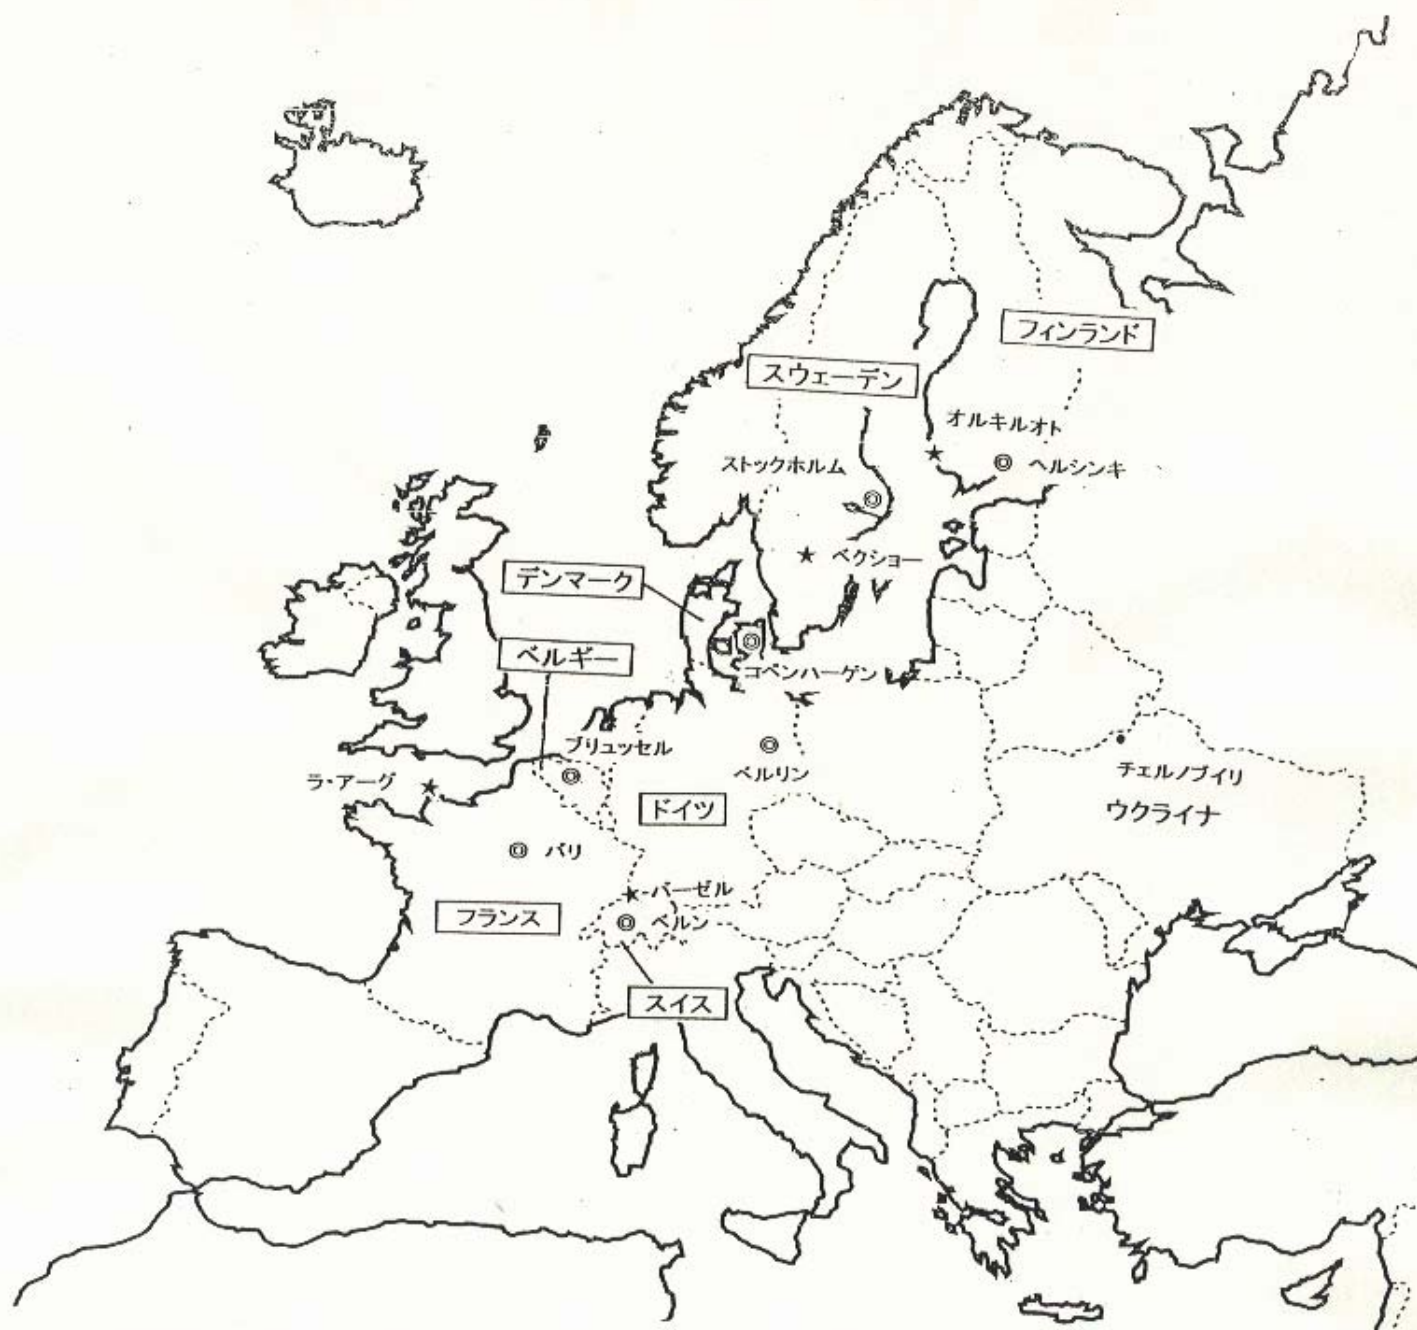 フィンランド
スウェーデン
オルキルオト
ストックホルム
ヘルシンキ
ベクショー
デンマーク
ベルギー
コペンハーゲン
ブリュッセル
ベルリン
チェルノブイリ
ラ・アーグ
ドイツ
ウクライナ
パリ
バーゼル
フランス
ベルン
スイス